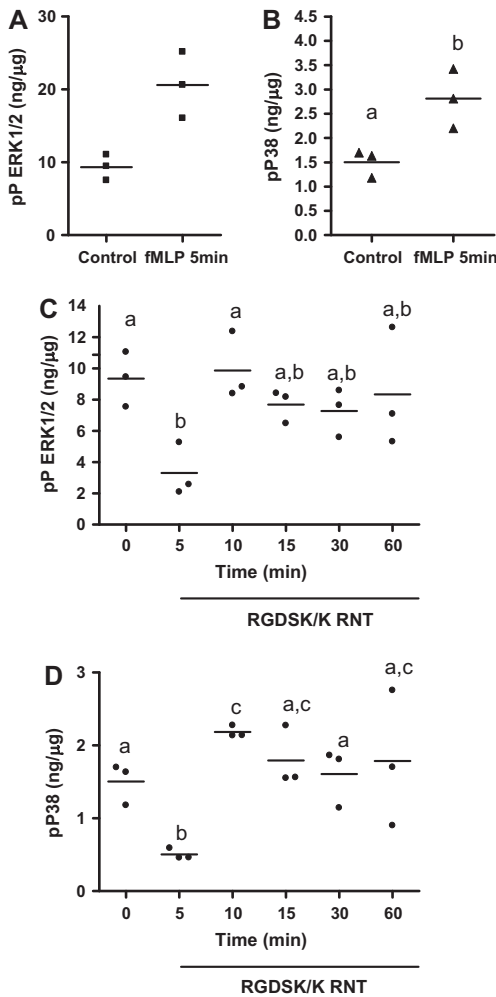 A
pP ERK1/2 (ng/µg)
30
20
10
0
Control fMLP 5min
B
pP38 (ng/µg)
4.5
4.0
3.5
3.0
2.5
2.0
1.5
1.0
0.5
0.0
a
b
Control fMLP 5min
C
pP ERK1/2 (ng/µg)
14
12
10
8
6
4
2
0
a
b
a
a,b
a,b
a,b
0 5 10 15 30 60
Time (min)
RGDSK/K RNT
D
pP38 (ng/µg)
3
2
1
0
a
b
c
a,c
a
a,c
0 5 10 15 30 60
Time (min)
RGDSK/K RNT